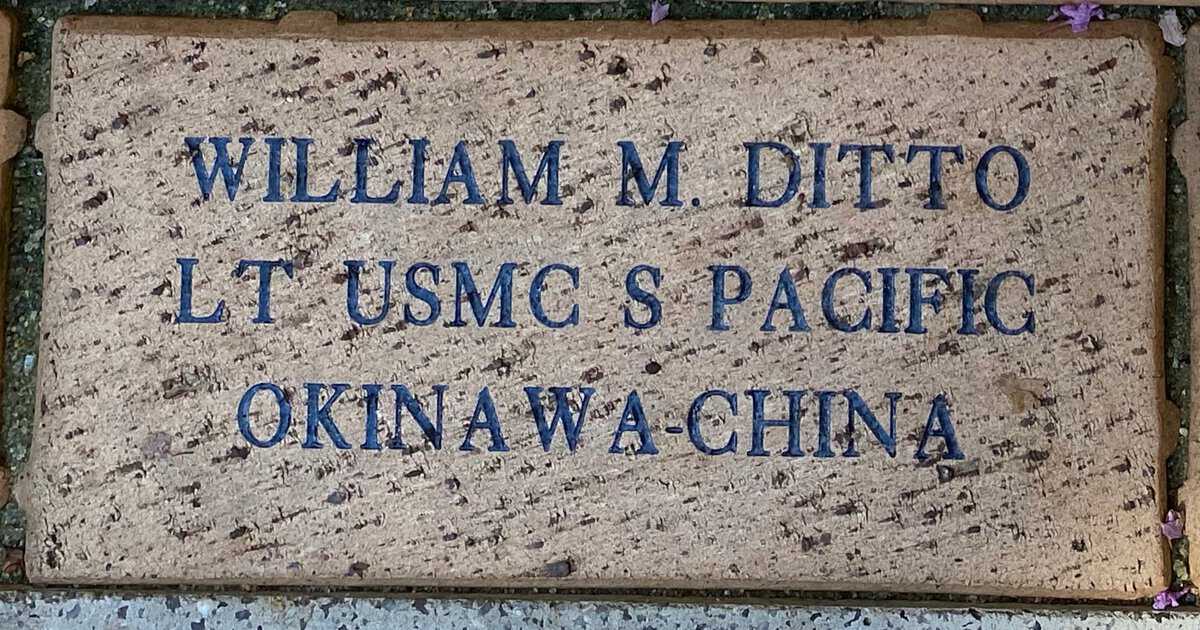 WILLIAM M. DITTO
LT USMC S PACIFIC
OKINAWA-CHINA